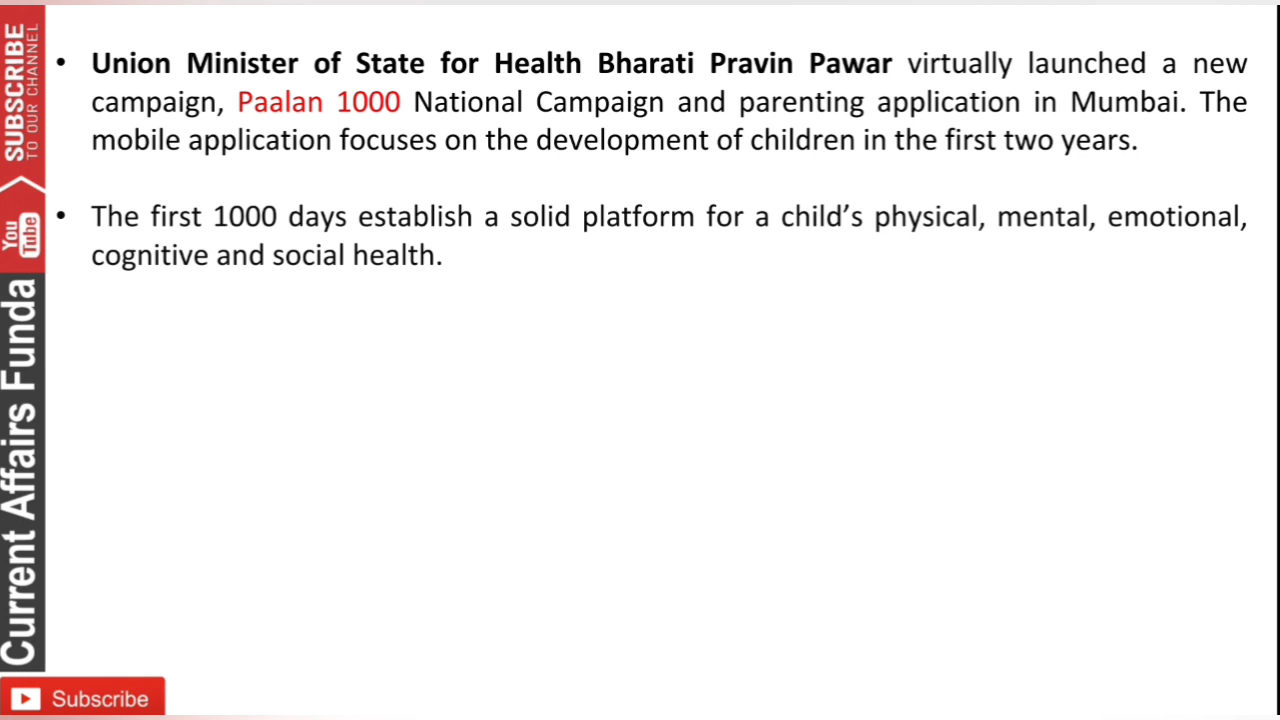 • Union Minister of State for Health Bharati Pravin Pawar virtually launched a new
campaign, Paalan 1000 National Campaign and parenting application in Mumbai. The
mobile application focuses on the development of children in the first two years.
• The first 1000 days establish a solid platform for a child’s physical, mental, emotional,
cognitive and social health.
SUBSCRIBE
TO OUR CHANNEL
You
Tube
Current Affairs Funda
Subscribe